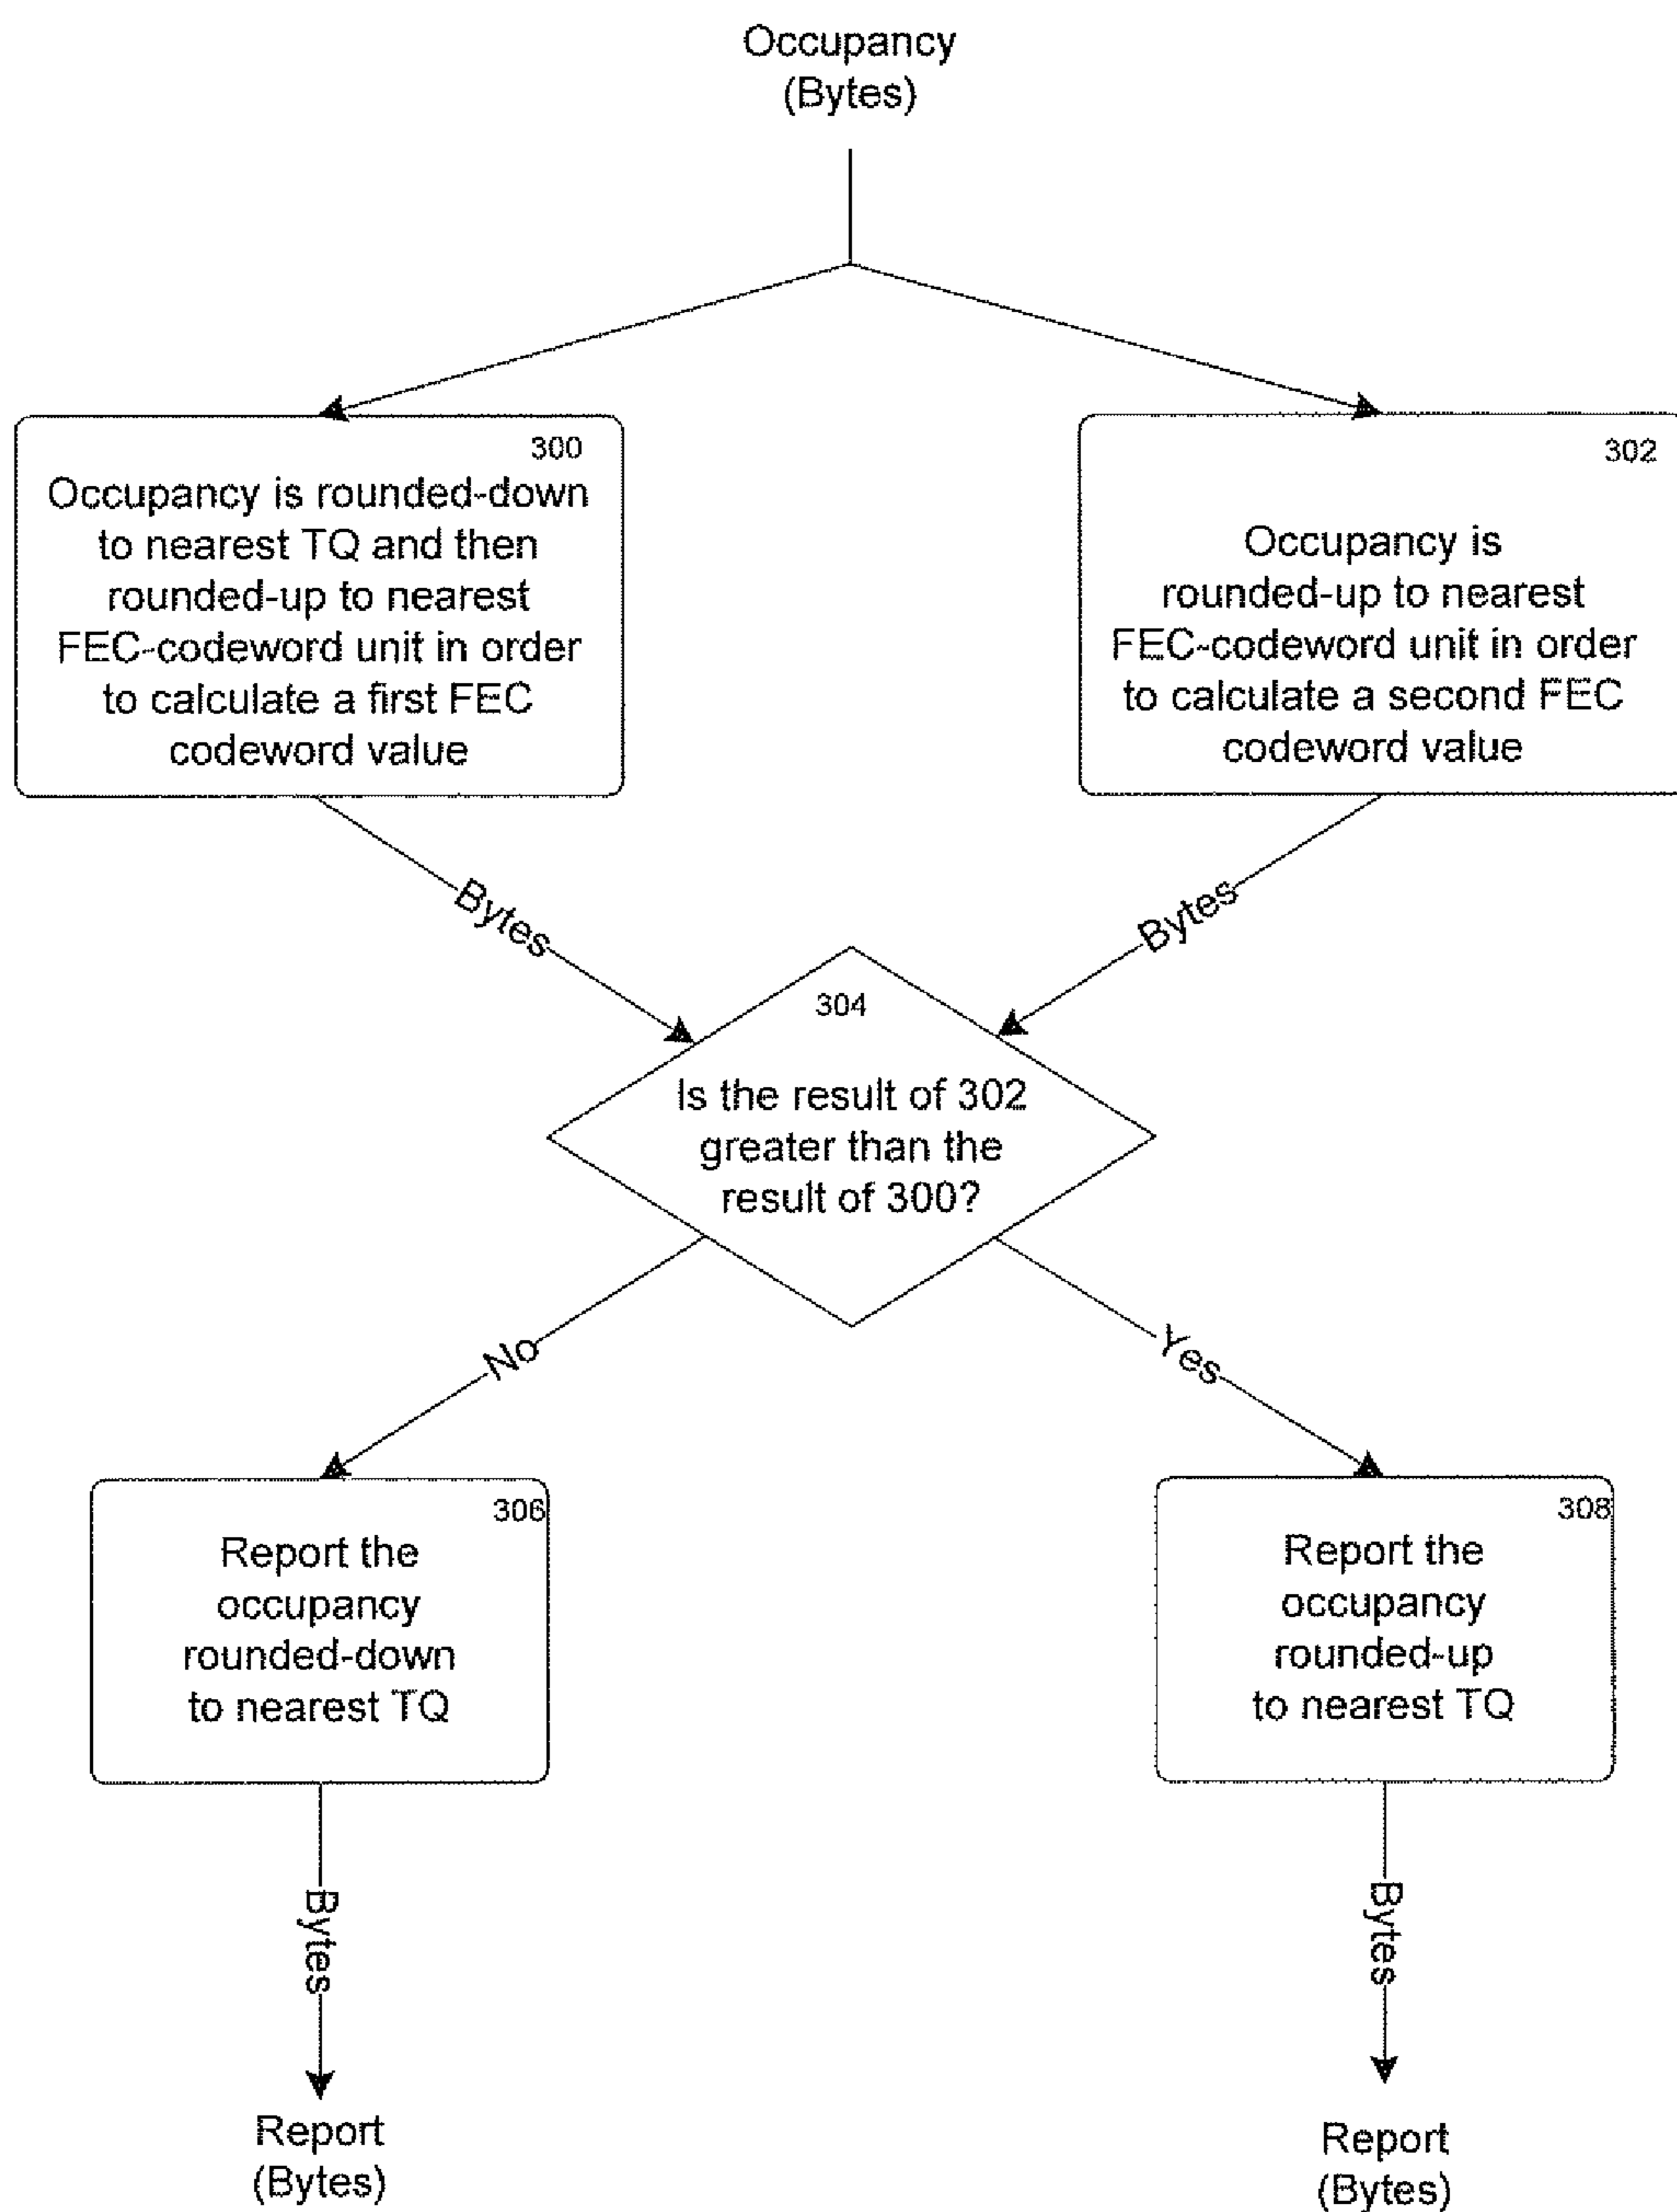 Occupancy
(Bytes)
300
Occupancy is rounded-down
to nearest TQ and then
rounded-up to nearest
FEC-codeword unit in order
to calculate a first FEC
codeword value
302
Occupancy is
rounded-up to nearest
FEC-codeword unit in order
to calculate a second FEC
codeword value
Bytes
Bytes
304
Is the result of 302
greater than the
result of 300?
No
Yes
306
Report the
occupancy
rounded-down
to nearest TQ
308
Report the
occupancy
rounded-up
to nearest TQ
Bytes
Bytes
Report
(Bytes)
Report
(Bytes)